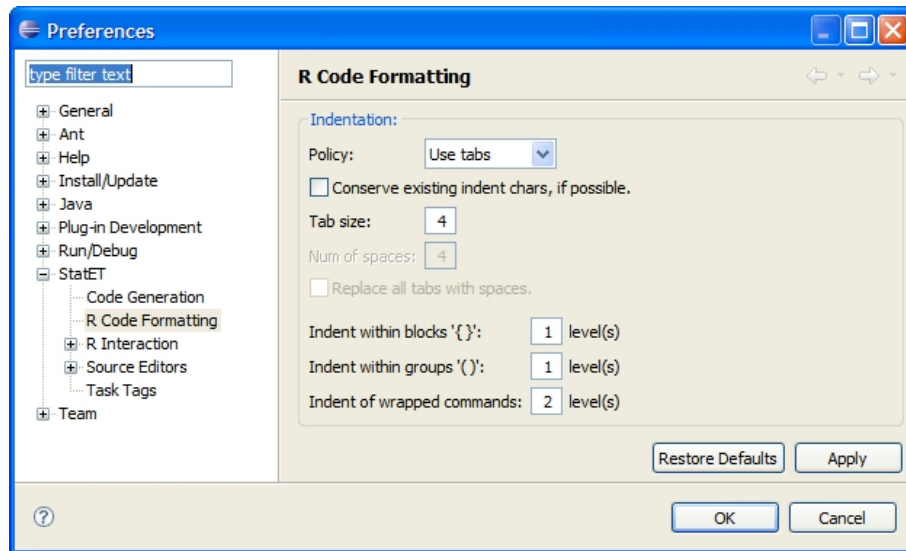 Preferences
type filter text
General
Ant
Help
Install/Update
Java
Plug-in Development
Run/Debug
StatET
Code Generation
R Code Formatting
R Interaction
Source Editors
Task Tags
Team
R Code Formatting
Indentation:
Policy: Use tabs
Conserve existing indent chars, if possible.
Tab size: 4
Num of spaces: 4
Replace all tabs with spaces.
Indent within blocks '{ }': 1 level(s)
Indent within groups '( )': 1 level(s)
Indent of wrapped commands: 2 level(s)
Restore Defaults Apply
? OK Cancel